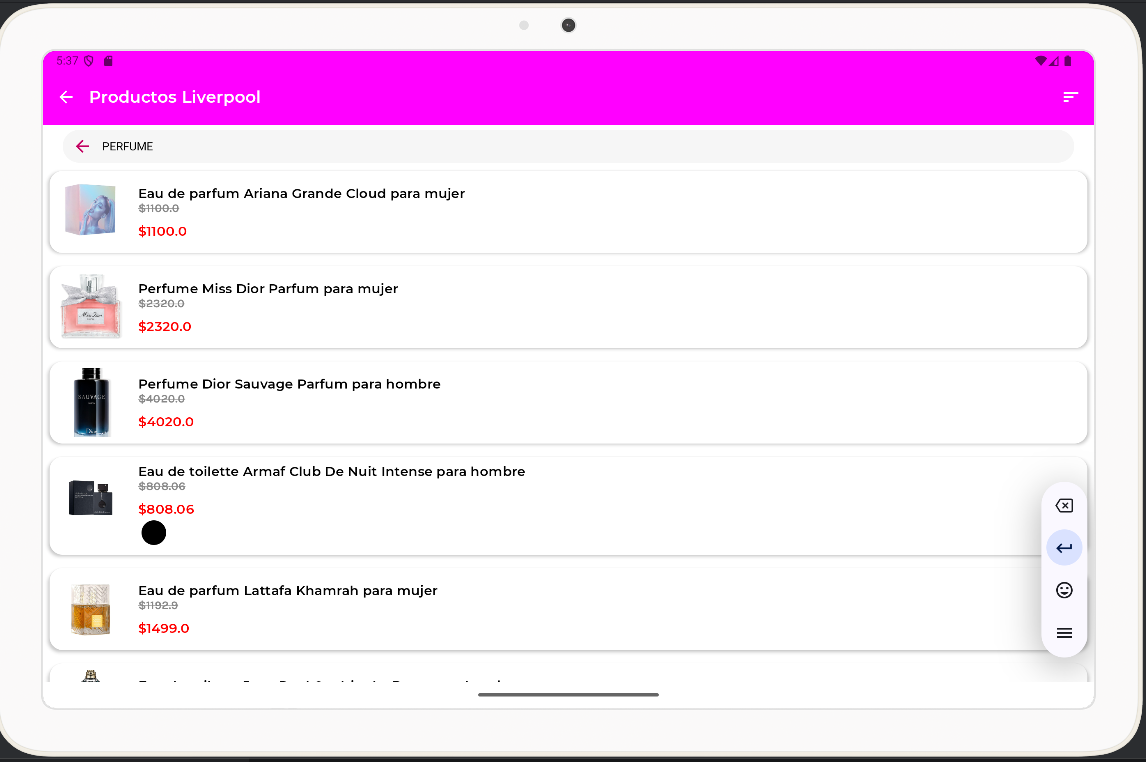 5:37
Productos Liverpool
PERFUME
Eau de parfum Ariana Grande Cloud para mujer
$1100.0
$1100.0
Perfume Miss Dior Parfum para mujer
$2320.0
$2320.0
Perfume Dior Sauvage Parfum para hombre
$4020.0
$4020.0
SAUVAGE
Eau de toilette Armaf Club De Nuit Intense para hombre
$808.06
$808.06
Eau de parfum Lattafa Khamrah para mujer
$1192.9
$1499.0